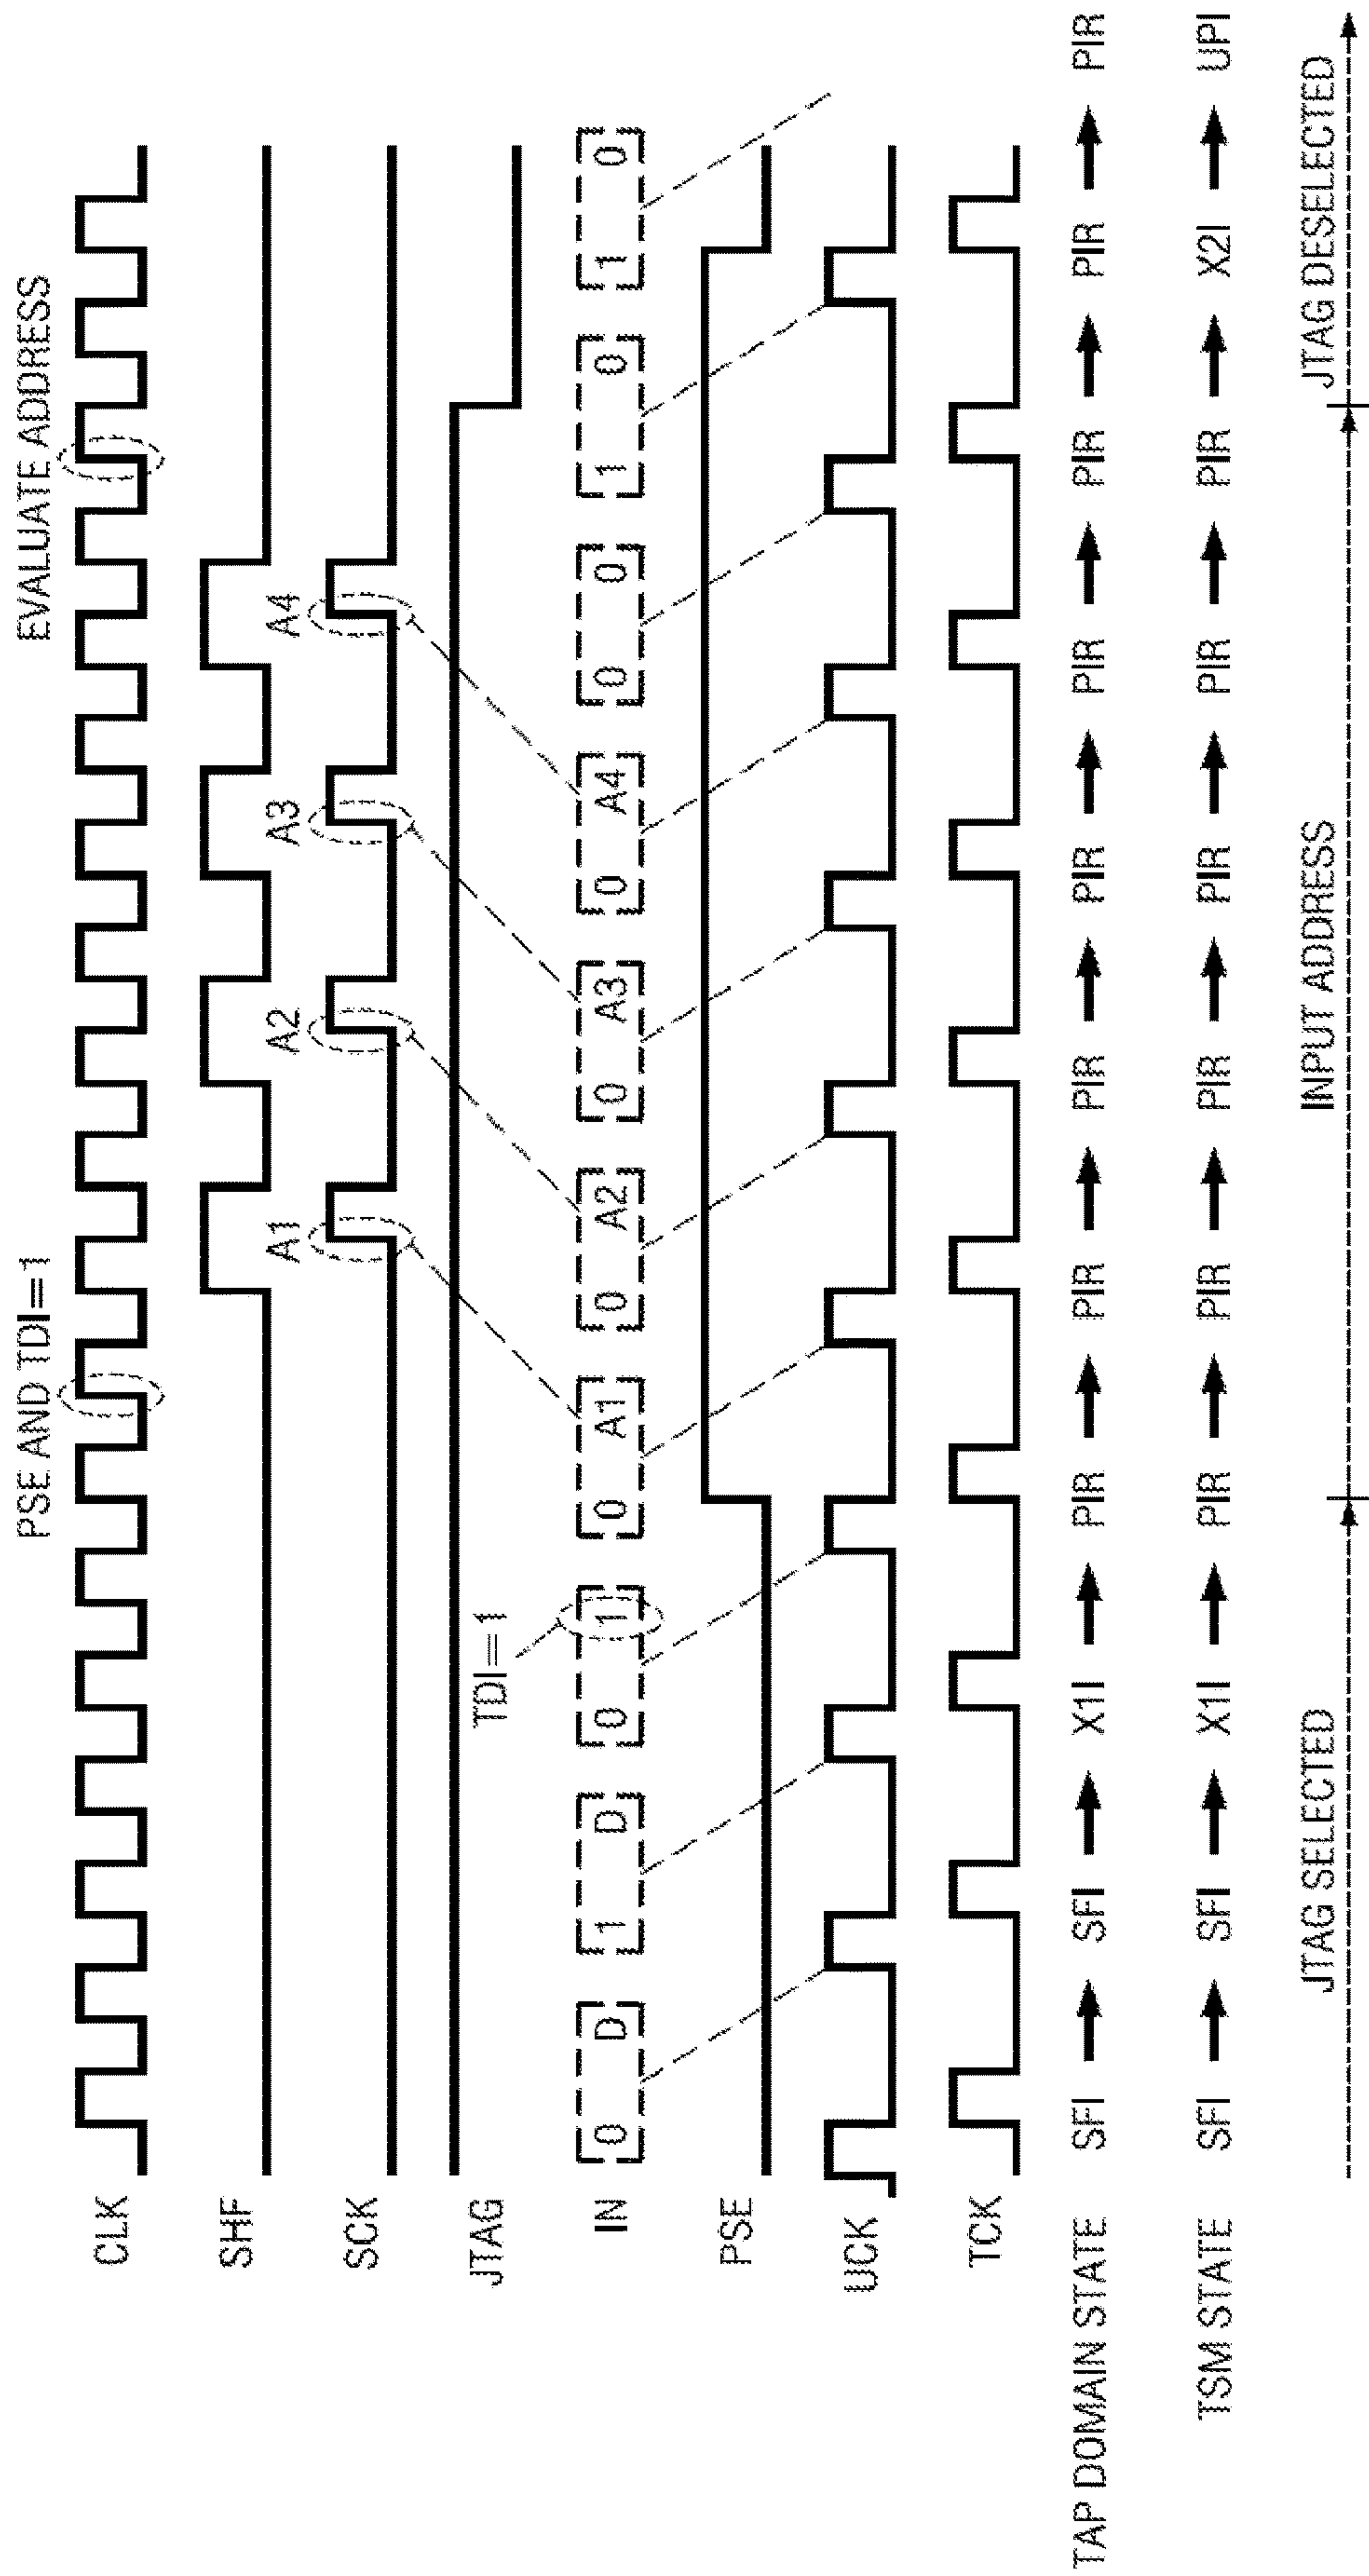 PSE AND TDI=1 EVALUATE ADDRESS
CLK
SHF
A1 A2 A3 A4
SCK
JTAG
TDI=1
IN 0 D 1 D 0 1 0 A1 0 A2 0 A3 0 A4 0 0 1 0 1 0
PSE
UCK
TCK
TAP DOMAIN STATE SFI SFI X1I PIR PIR PIR PIR PIR PIR PIR PIR
TSM STATE SFI SFI X1I PIR PIR PIR PIR PIR PIR X2I UPI
JTAG SELECTED INPUT ADDRESS JTAG DESELECTED